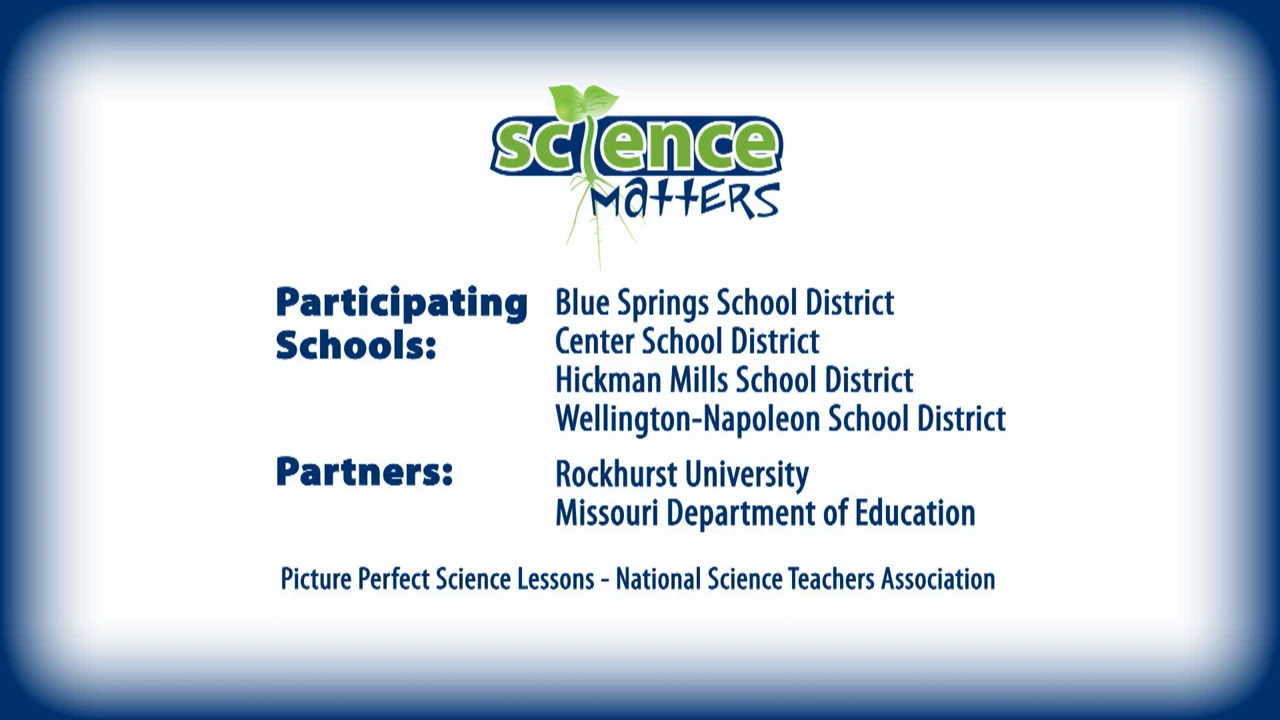 science
matters
Participating
Schools:
Blue Springs School District
Center School District
Hickman Mills School District
Wellington-Napoleon School District
Partners:
Rockhurst University
Missouri Department of Education
Picture Perfect Science Lessons - National Science Teachers Association